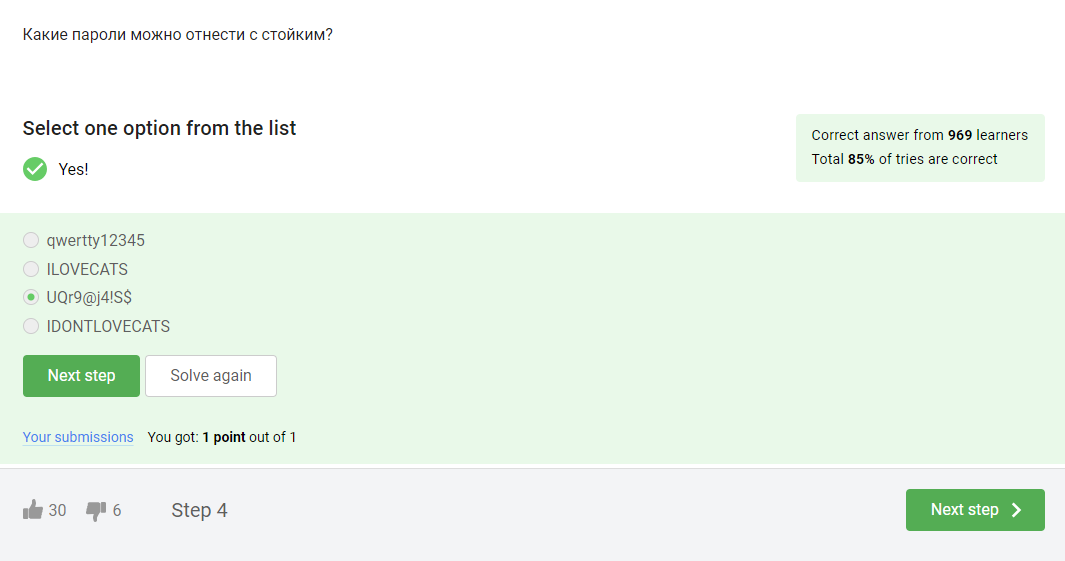 Какие пароли можно отнести с стойким?
Select one option from the list
Correct answer from 969 learners
Total 85% of tries are correct
Yes!
qwertty12345
ILOVECATS
UQr9@j4!S$
IDONTLOVECATS
Next step
Solve again
Your submissions
You got: 1 point out of 1
30
6
Step 4
Next step